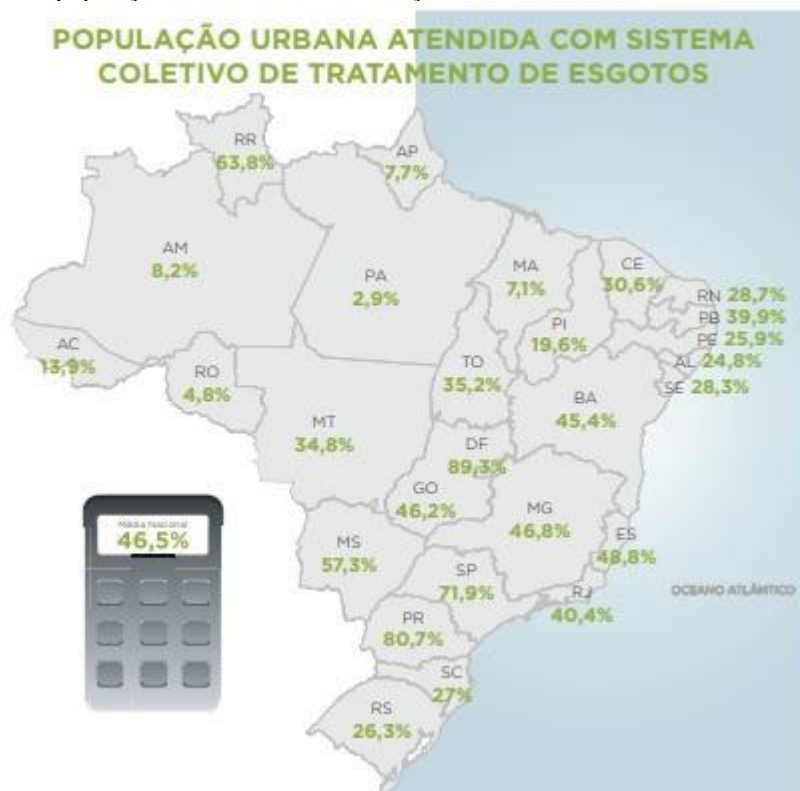 POPULAÇÃO URBANA ATENDIDA COM SISTEMA
COLETIVO DE TRATAMENTO DE ESGOTOS
RR
63,8%
AP
7,7%
AM
8,2%
PA
2,9%
MA
7,1%
CE
30,6%
RN 28,7%
PB 39,9%
PE 25,9%
AL 24,8%
SE 28,3%
PI
19,6%
AC
13,9%
RO
4,8%
TO
35,2%
BA
45,4%
MT
34,8%
DF
89,3%
GO
46,2%
MG
46,8%
ES
48,8%
MS
57,3%
SP
71,9%
RJ
40,4%
OCEANO ATLÂNTICO
PR
80,7%
SC
27%
RS
26,3%
Média Nacional
46,5%